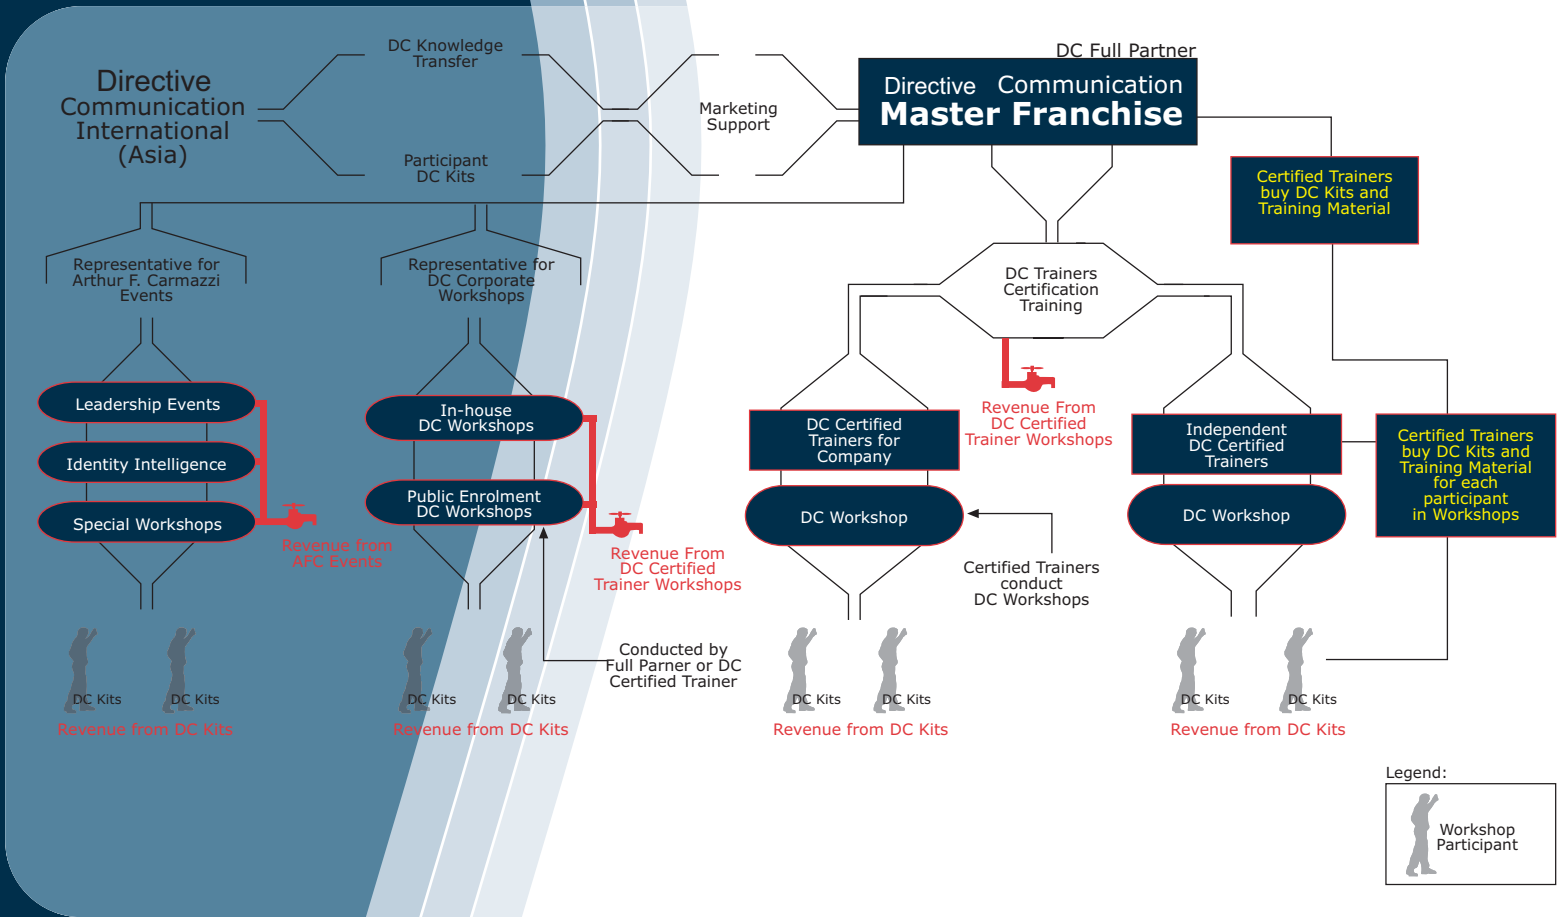 DC Full Partner
Directive Communication
Master Franchise
Directive
Communication
International
(Asia)
DC Knowledge
Transfer
Participant
DC Kits
Marketing
Support
Certified Trainers
buy DC Kits and
Training Material
Representative for
Arthur F. Carmazzi
Events
Representative for
DC Corporate
Workshops
DC Trainers
Certification
Training
Leadership Events
Identity Intelligence
Special Workshops
Revenue from
AFC Events
In-house
DC Workshops
Public Enrolment
DC Workshops
Revenue From
DC Certified
Trainer Workshops
Conducted by
Full Parner or DC
Certified Trainer
Revenue From
DC Certified
Trainer Workshops
DC Certified
Trainers for
Company
DC Workshop
Certified Trainers
conduct
DC Workshops
Independent
DC Certified
Trainers
DC Workshop
Certified Trainers
buy DC Kits and
Training Material
for each
participant
in Workshops
DC Kits
DC Kits
Revenue from DC Kits
DC Kits
DC Kits
Revenue from DC Kits
DC Kits
DC Kits
Revenue from DC Kits
DC Kits
DC Kits
Revenue from DC Kits
Legend:
Workshop
Participant